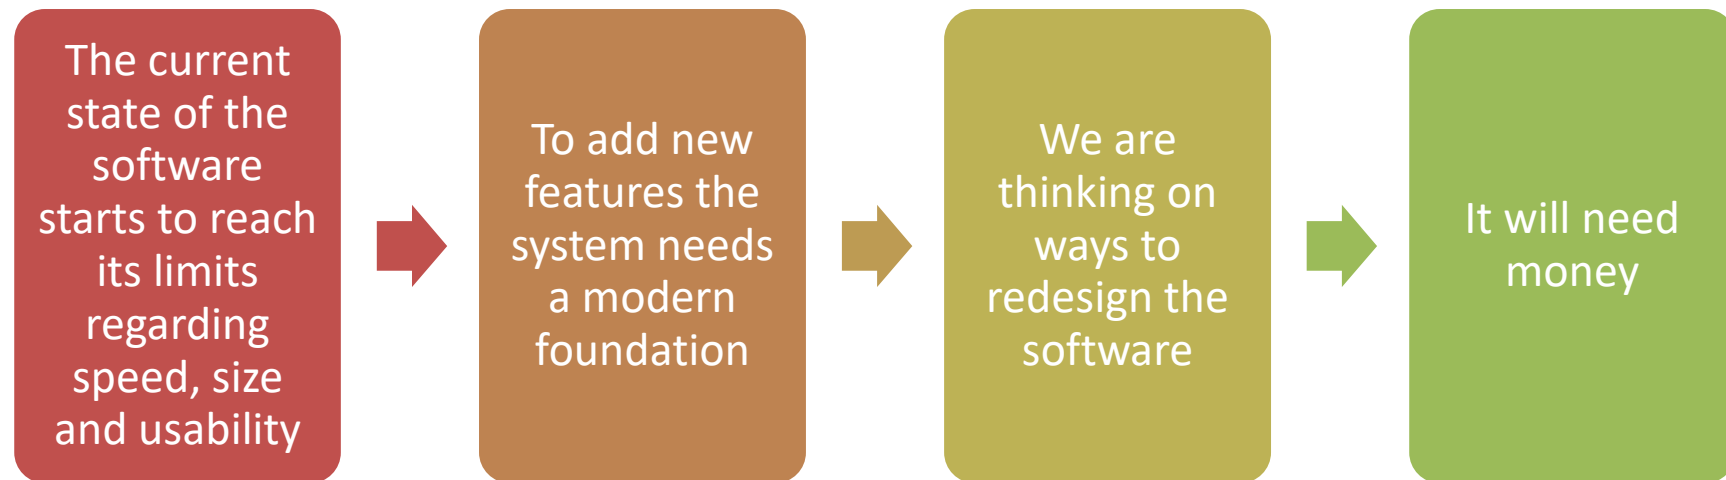 The current
state of the
software
starts to reach
its limits
regarding
speed, size
and usability
To add new
features the
system needs
a modern
foundation
We are
thinking on
ways to
redesign the
software
It will need
money